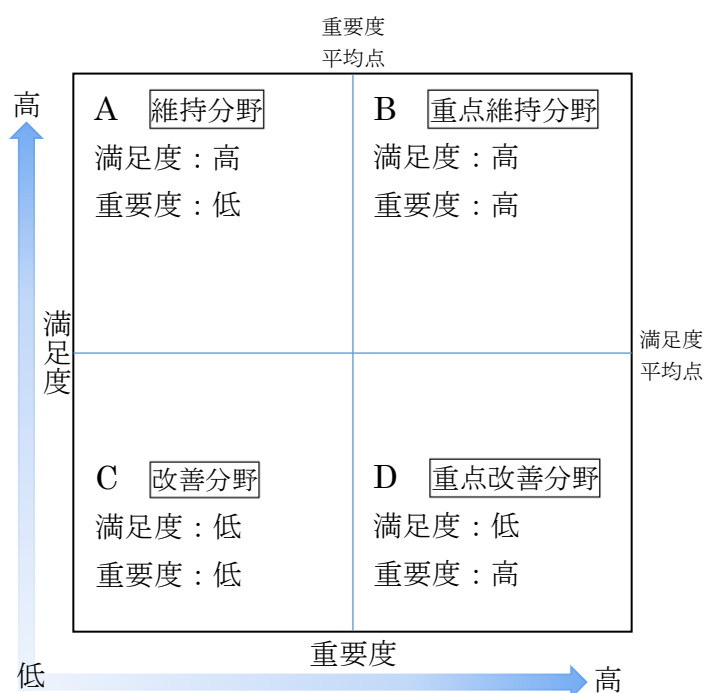 重要度
平均点
高
A 維持分野
満足度：高
重要度：低
B 重点維持分野
満足度：高
重要度：高
満足度
満足度
平均点
C 改善分野
満足度：低
重要度：低
D 重点改善分野
満足度：低
重要度：高
重要度
低
高